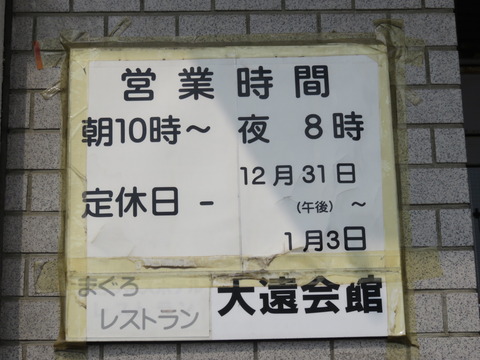 営業時間
朝10時～夜 8時
定休日 - 12月31日
(午後) ～
1月3日
まぐろ
レストラン 大遠会館